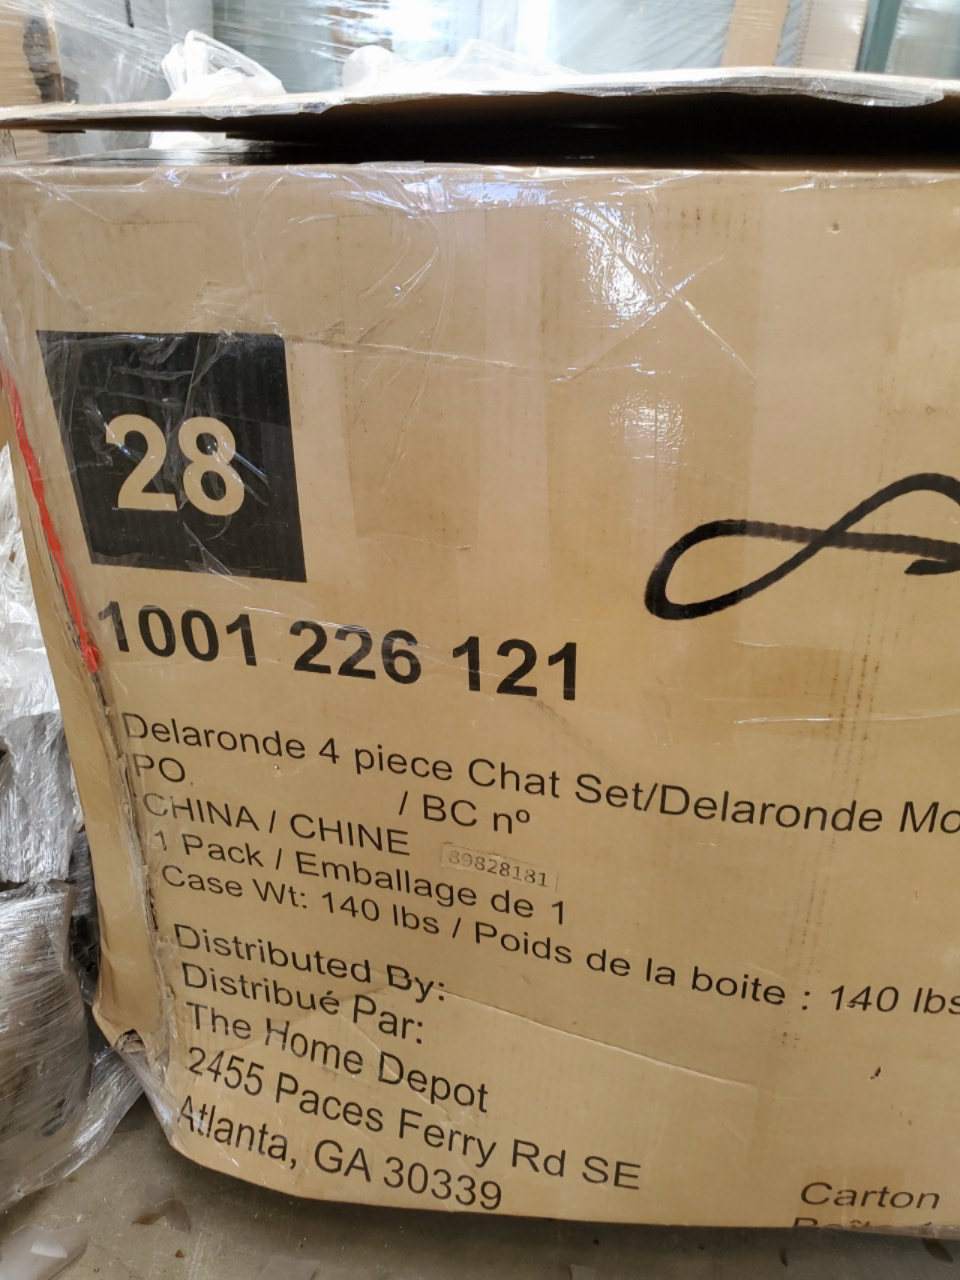 28
1001 226 121
Delaronde 4 piece Chat Set/Delaronde Mo
PO.
/ BC nº
CHINA / CHINE
89828181
1 Pack / Emballage de 1
Case Wt: 140 lbs / Poids de la boite : 140 lbs
Distributed By:
Distribué Par:
The Home Depot
2455 Paces Ferry Rd SE
Atlanta, GA 30339
Carton